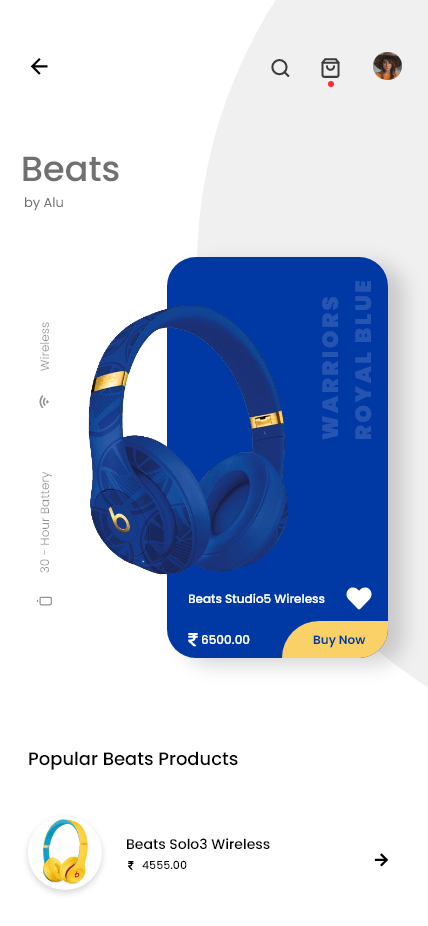 Beats
by Alu
WARRIORS
ROYAL BLUE
Wireless
30 - Hour Battery
Beats Studio5 Wireless
₹ 6500.00
Buy Now
Popular Beats Products
Beats Solo3 Wireless
₹ 4555.00